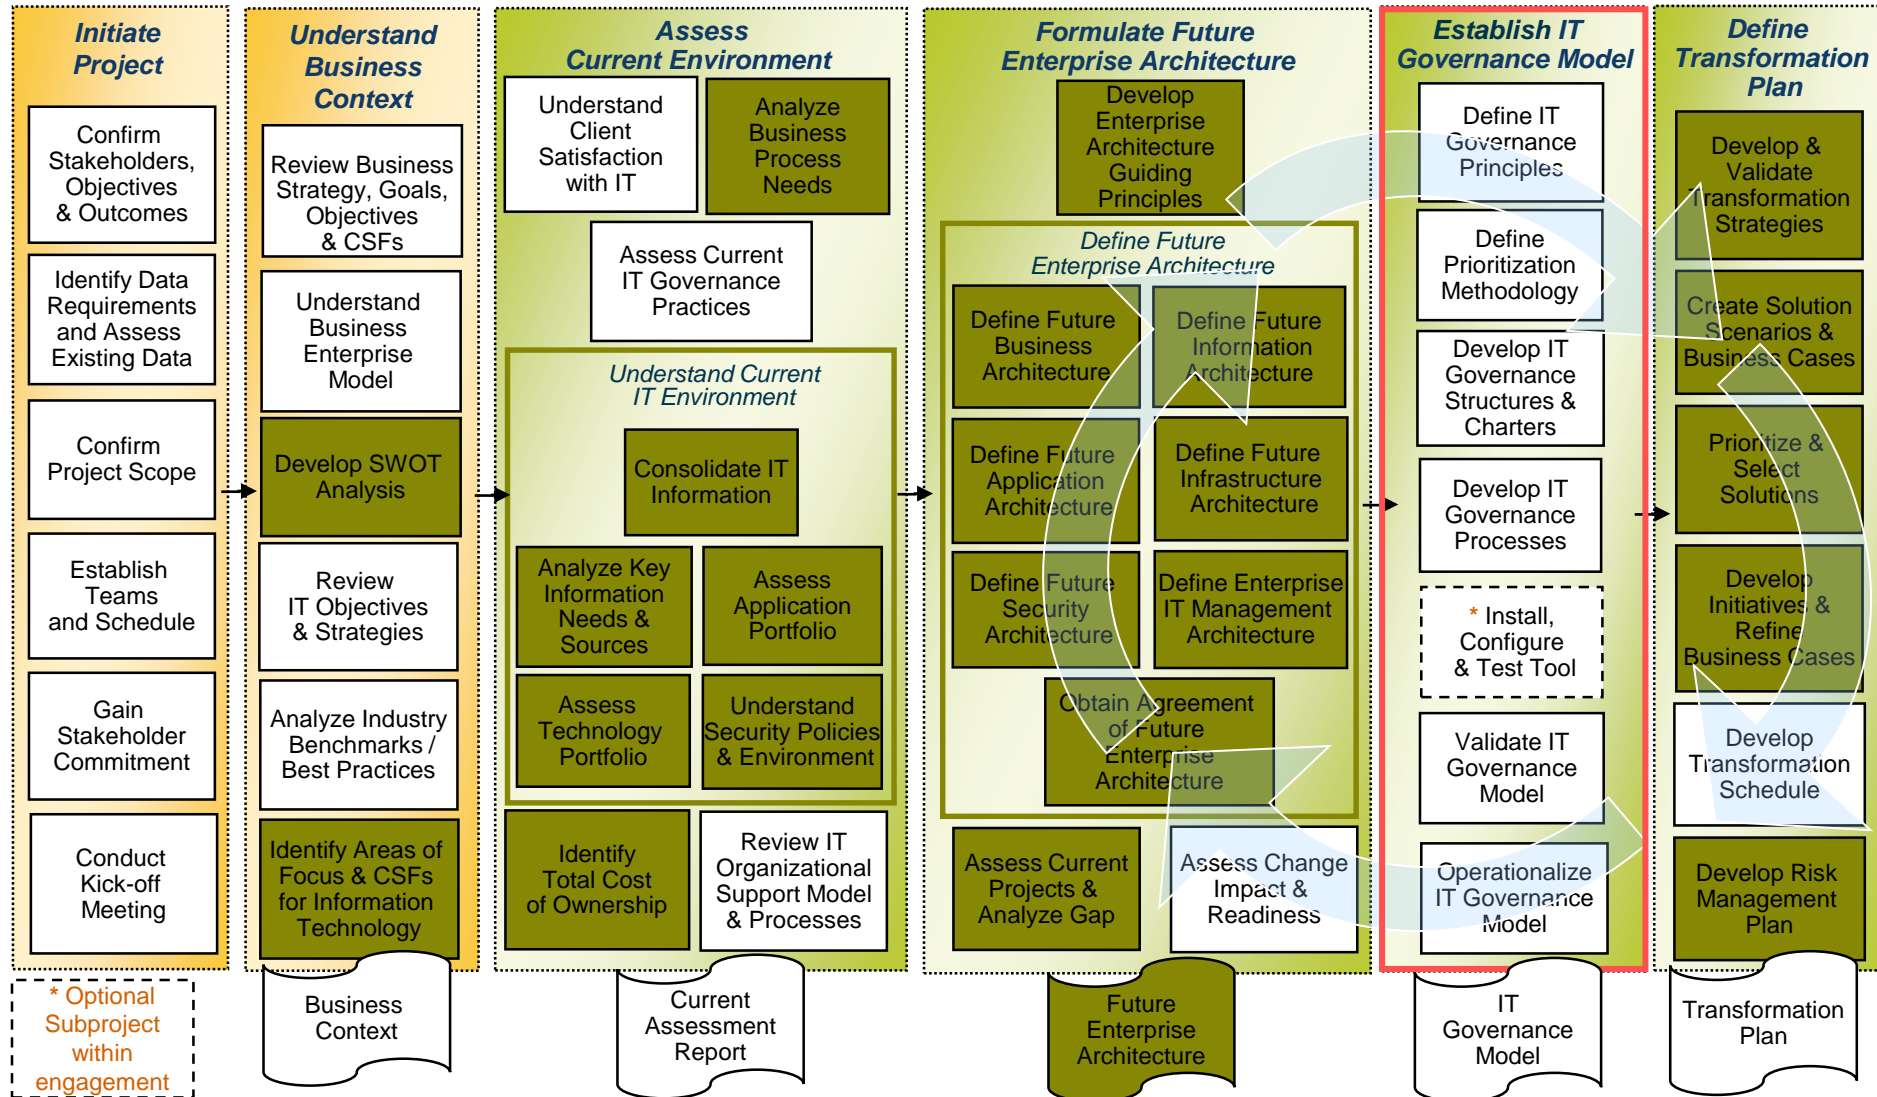 Initiate
Project
Confirm
Stakeholders,
Objectives
& Outcomes
Identify Data
Requirements
and Assess
Existing Data
Confirm
Project Scope
Establish
Teams
and Schedule
Gain
Stakeholder
Commitment
Conduct
Kick-off
Meeting
* Optional
Subproject
within
engagement
Understand
Business
Context
Review Business
Strategy, Goals,
Objectives
& CSFs
Understand
Business
Enterprise
Model
Develop SWOT
Analysis
Review
IT Objectives
& Strategies
Analyze Industry
Benchmarks /
Best Practices
Identify Areas of
Focus & CSFs
for Information
Technology
Business
Context
Assess
Current Environment
Understand
Client
Satisfaction
with IT
Analyze
Business
Process
Needs
Assess Current
IT Governance
Practices
Understand Current
IT Environment
Consolidate IT
Information
Analyze Key
Information
Needs &
Sources
Assess
Application
Portfolio
Assess
Technology
Portfolio
Understand
Security Policies
& Environment
Identify
Total Cost
of Ownership
Review IT
Organizational
Support Model
& Processes
Current
Assessment
Report
Formulate Future
Enterprise Architecture
Develop
Enterprise
Architecture
Guiding
Principles
Define Future
Enterprise Architecture
Define Future
Business
Architecture
Define Future
Information
Architecture
Define Future
Application
Architecture
Define Future
Infrastructure
Architecture
Define Future
Security
Architecture
Define Enterprise
IT Management
Architecture
Obtain Agreement
of Future
Enterprise
Architecture
Assess Current
Projects &
Analyze Gap
Assess Change
Impact &
Readiness
Future
Enterprise
Architecture
Establish IT
Governance Model
Define IT
Governance
Principles
Define
Prioritization
Methodology
Develop IT
Governance
Structures &
Charters
Develop IT
Governance
Processes
* Install,
Configure
& Test Tool
Validate IT
Governance
Model
Operationalize
IT Governance
Model
IT
Governance
Model
Define
Transformation
Plan
Develop &
Validate
Transformation
Strategies
Create Solution
Scenarios &
Business Cases
Prioritize &
Select
Solutions
Develop
Initiatives &
Refine
Business Cases
Develop
Transformation
Schedule
Develop Risk
Management
Plan
Transformation
Plan